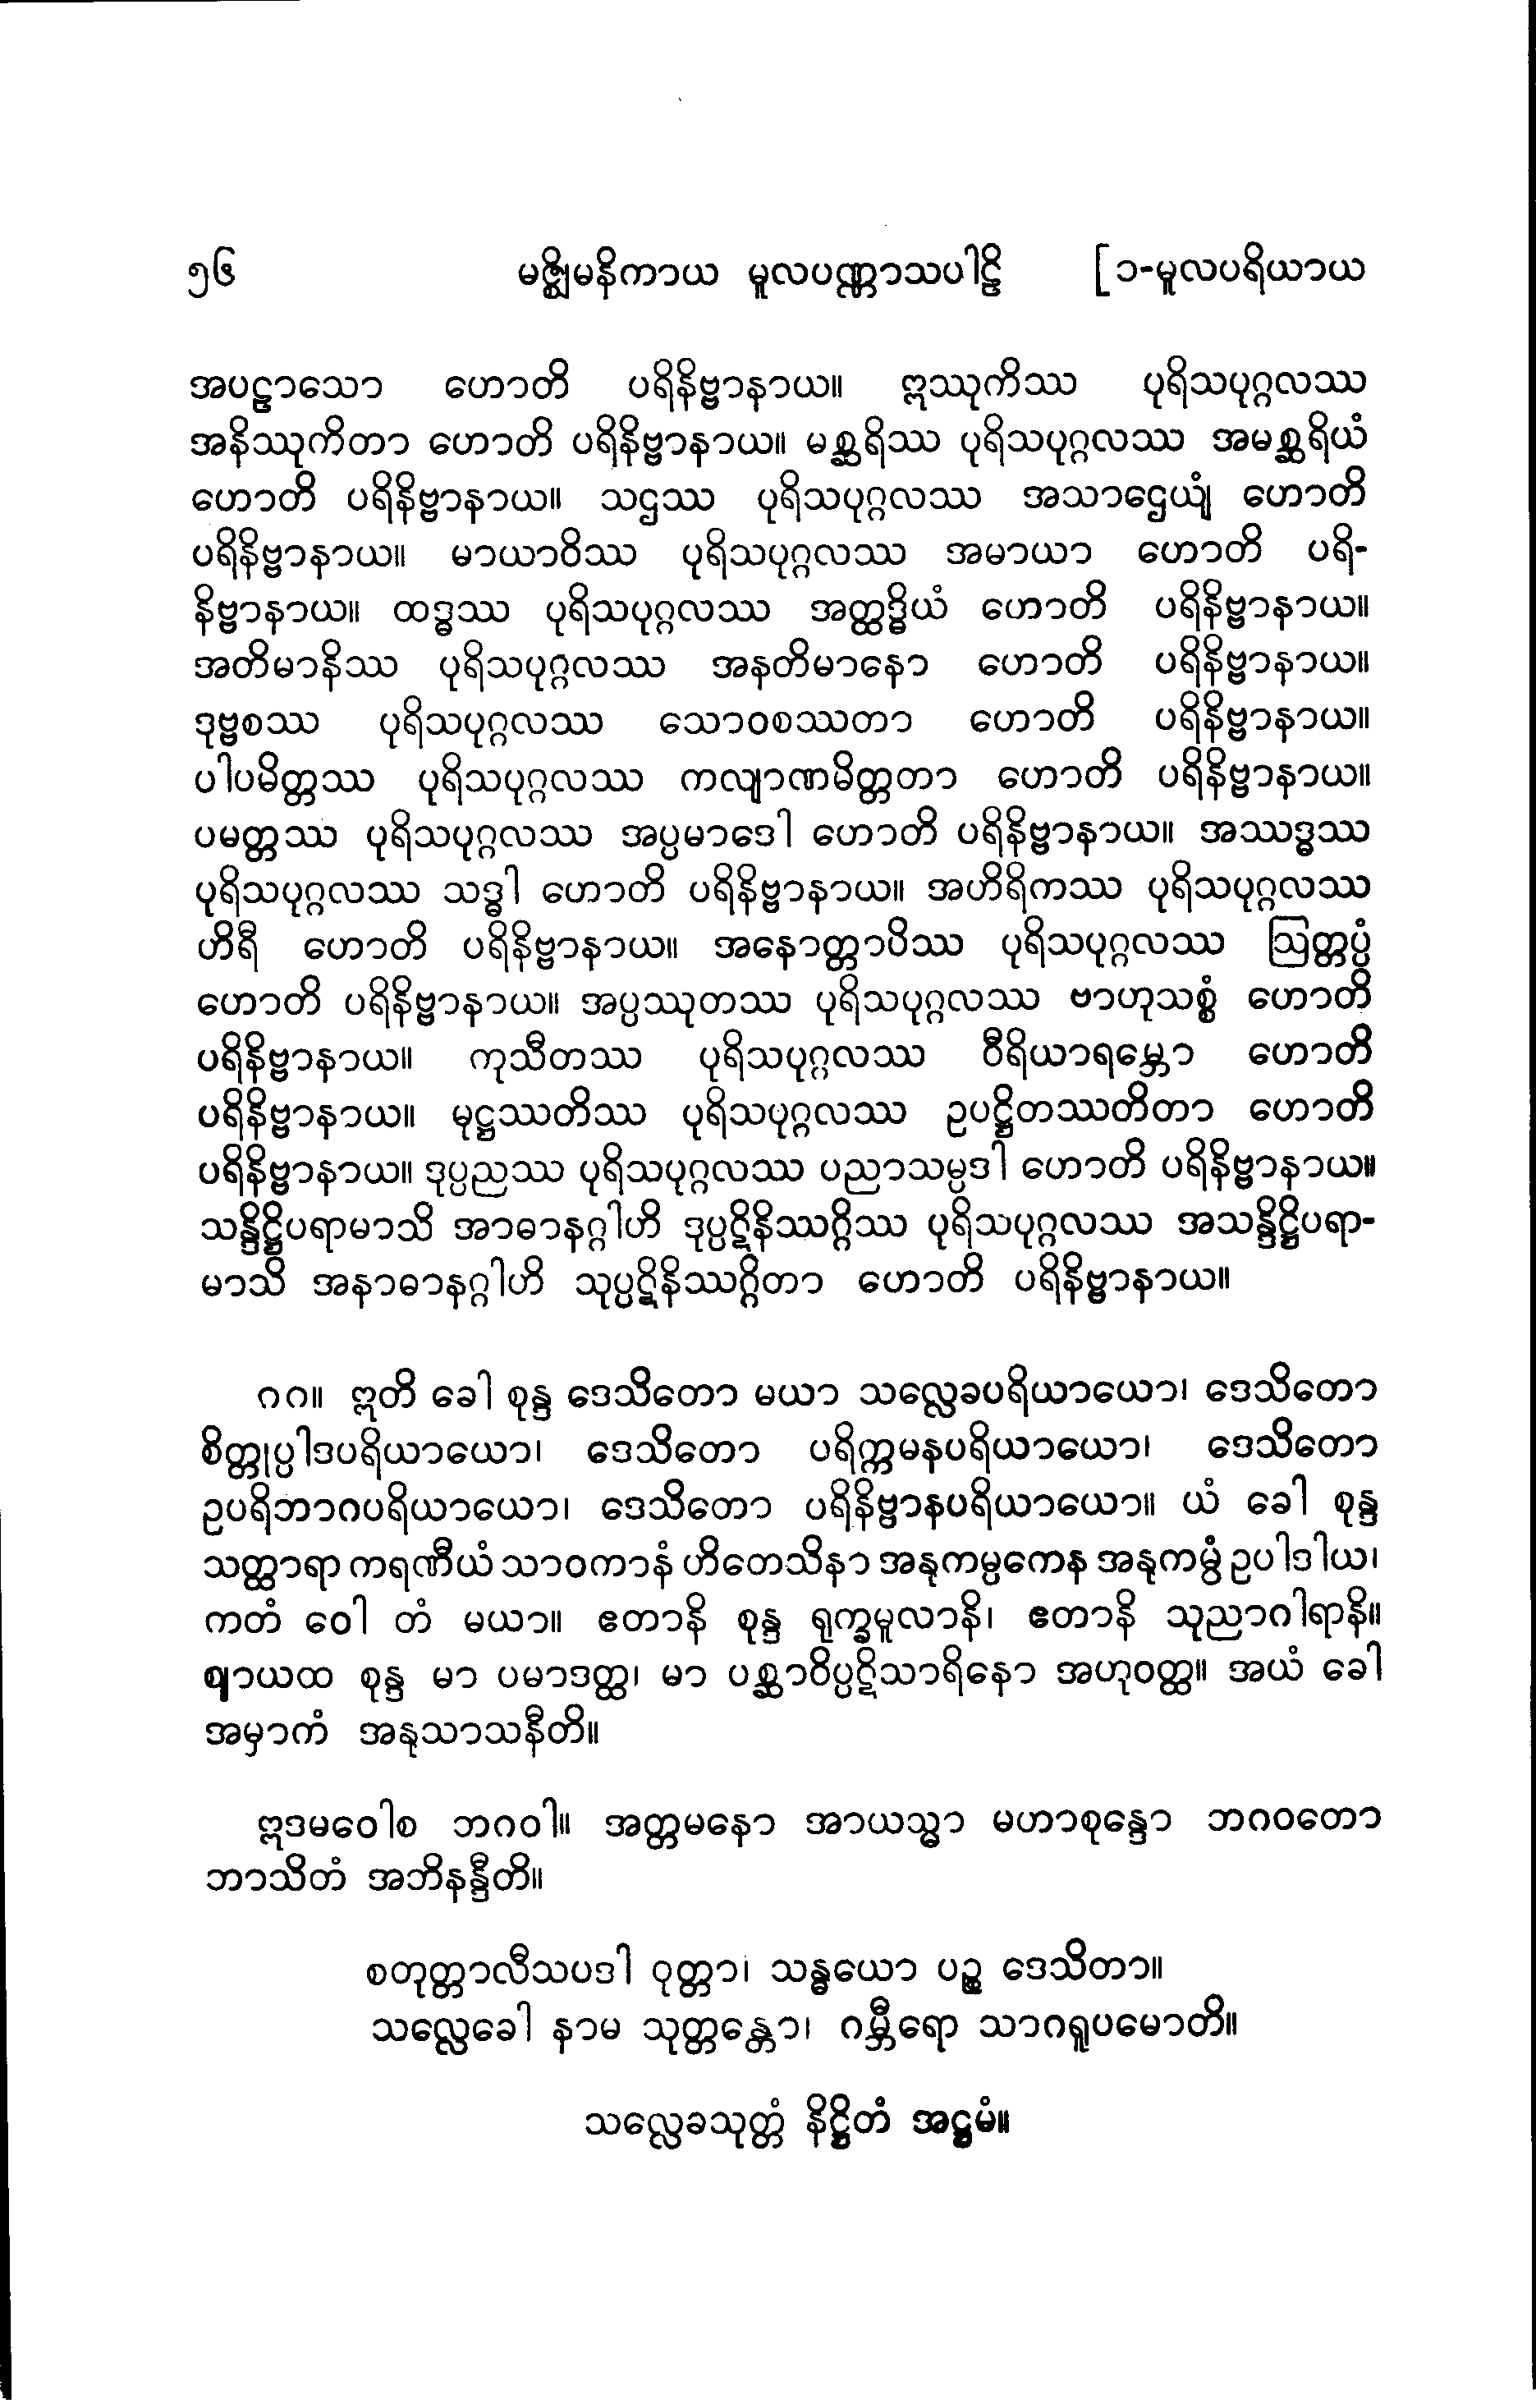 ၅၆ မဇ္ဈိမနိကာယ မူလပဏ္ဏာသပါဠိ [၁-မူလပရိယာယ
အပဠာသော ဟောတိ ပရိနိဗ္ဗာနာယ။ ဣဿုကိဿ ပုရိသပုဂ္ဂလဿ
အနိဿုကိတာ ဟောတိ ပရိနိဗ္ဗာနာယ။ မစ္ဆရိဿ ပုရိသပုဂ္ဂလဿ အမစ္ဆရိယံ
ဟောတိ ပရိနိဗ္ဗာနာယ။ သဌဿ ပုရိသပုဂ္ဂလဿ အသာဌေယျံ ဟောတိ
ပရိနိဗ္ဗာနာယ။ မာယာဝိဿ ပုရိသပုဂ္ဂလဿ အမာယာ ဟောတိ ပရိ-
နိဗ္ဗာနာယ။ ထဒ္ဓဿ ပုရိသပုဂ္ဂလဿ အတ္ထဒ္ဓိယံ ဟောတိ ပရိနိဗ္ဗာနာယ။
အတိမာနိဿ ပုရိသပုဂ္ဂလဿ အနတိမာနော ဟောတိ ပရိနိဗ္ဗာနာယ။
ဒုဗ္ဗစဿ ပုရိသပုဂ္ဂလဿ သောဝစဿတာ ဟောတိ ပရိနိဗ္ဗာနာယ။
ပါပမိတ္တဿ ပုရိသပုဂ္ဂလဿ ကလျာဏမိတ္တတာ ဟောတိ ပရိနိဗ္ဗာနာယ။
ပမတ္တဿ ပုရိသပုဂ္ဂလဿ အပ္ပမာဒေါ ဟောတိ ပရိနိဗ္ဗာနာယ။ အဿဒ္ဓဿ
ပုရိသပုဂ္ဂလဿ သဒ္ဓါ ဟောတိ ပရိနိဗ္ဗာနာယ။ အဟိရိကဿ ပုရိသပုဂ္ဂလဿ
ဟိရီ ဟောတိ ပရိနိဗ္ဗာနာယ။ အနောတ္တာပိဿ ပုရိသပုဂ္ဂလဿ ဩတ္တပ္ပံ
ဟောတိ ပရိနိဗ္ဗာနာယ။ အပ္ပဿုတဿ ပုရိသပုဂ္ဂလဿ ဗာဟုသစ္စံ ဟောတိ
ပရိနိဗ္ဗာနာယ။ ကုသီတဿ ပုရိသပုဂ္ဂလဿ ဝီရိယာရမ္ဘော ဟောတိ
ပရိနိဗ္ဗာနာယ။ မုဋ္ဌဿတိဿ ပုရိသပုဂ္ဂလဿ ဥပဋ္ဌိတဿတိတာ ဟောတိ
ပရိနိဗ္ဗာနာယ။ ဒုပ္ပညဿ ပုရိသပုဂ္ဂလဿ ပညာသမ္ပဒါ ဟောတိ ပရိနိဗ္ဗာနာယ။
သန္ဒိဋ္ဌိပရာမာသိ အာဓာနဂ္ဂါဟိ ဒုပ္ပဋိနိဿဂ္ဂိဿ ပုရိသပုဂ္ဂလဿ အသန္ဒိဋ္ဌိပရာ-
မာသိ အနာဓာနဂ္ဂါဟိ သုပ္ပဋိနိဿဂ္ဂိတာ ဟောတိ ပရိနိဗ္ဗာနာယ။
ဂဂ။ ဣတိ ခေါ စုန္ဒ ဒေသိတော မယာ သလ္လေခပရိယာယော၊ ဒေသိတော
စိတ္တုပ္ပါဒပရိယာယော၊ ဒေသိတော ပရိက္ကမနပရိယာယော၊ ဒေသိတော
ဥပရိဘာဂပရိယာယော၊ ဒေသိတော ပရိနိဗ္ဗာနပရိယာယော။ ယံ ခေါ စုန္ဒ
သတ္ထာရာ ကရဏီယံ သာဝကာနံ ဟိတေသိနာ အနုကမ္ပကေန အနုကမ္ပံ ဥပါဒါယ၊
ကတံ ဝေါ တံ မယာ။ ဧတာနိ စုန္ဒ ရုက္ခမူလာနိ၊ ဧတာနိ သုညာဂါရာနိ။
ဈာယထ စုန္ဒ မာ ပမာဒတ္ထ၊ မာ ပစ္ဆာဝိပ္ပဋိသာရိနော အဟုဝတ္ထ။ အယံ ခေါ
အမှာကံ အနုသာသနီတိ။
ဣဒမဝေါစ ဘဂဝါ။ အတ္တမနော အာယသ္မာ မဟာစုန္ဒော ဘဂဝတော
ဘာသိတံ အဘိနန္ဒီတိ။
စတုတ္တာလီသပဒါ ဝုတ္တာ၊ သန္ဓယော ပဉ္စ ဒေသိတာ။
သလ္လေခေါ နာမ သုတ္တန္တော၊ ဂမ္ဘီရော သာဂရူပမောတိ။
သလ္လေခသုတ္တံ နိဋ္ဌိတံ အဋ္ဌမံ။